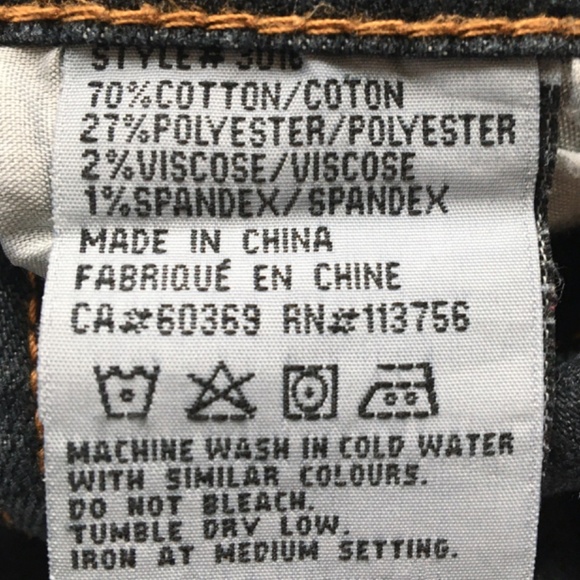 STYLE# 3016
70%COTTON/COTON
27%POLYESTER/POLYESTER
2%VISCOSE/VISCOSE
1%SPANDEX/SPANDEX
MADE IN CHINA
FABRIQUÉ EN CHINE
CA#60369 RN#113756
MACHINE WASH IN COLD WATER
WITH SIMILAR COLOURS.
DO NOT BLEACH.
TUMBLE DRY LOW.
IRON AT MEDIUM SETTING.